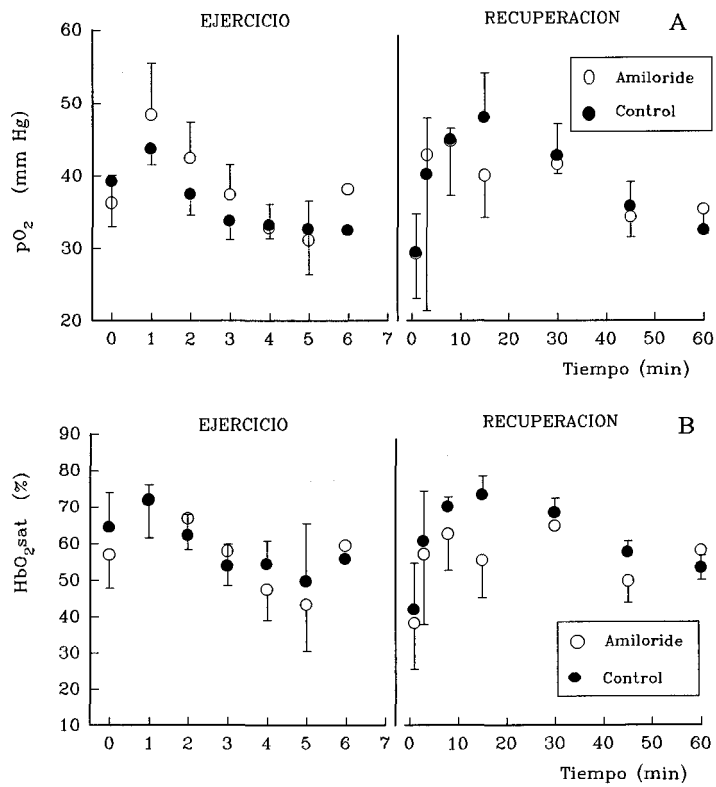 EJERCICIO
RECUPERACION
A
60
50
40
30
20
pO2 (mm Hg)
Amiloride
Control
0 1 2 3 4 5 6 7
0 10 20 30 40 50 60
Tiempo (min)
EJERCICIO
RECUPERACION
B
90
80
70
60
50
40
30
20
10
HbO2sat (%)
Amiloride
Control
0 1 2 3 4 5 6 7
0 10 20 30 40 50 60
Tiempo (min)